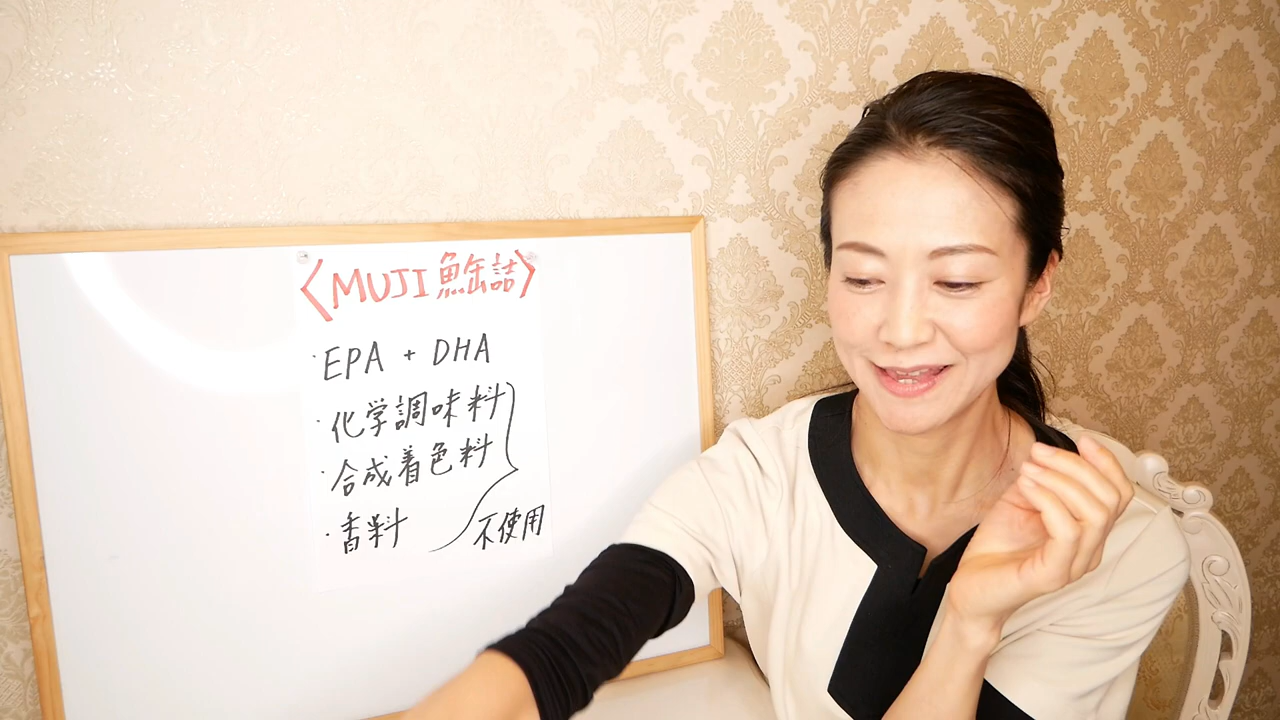 〈MUJI 魚缶詰〉
・EPA + DHA
・化学調味料
・合成着色料
・香料
不使用